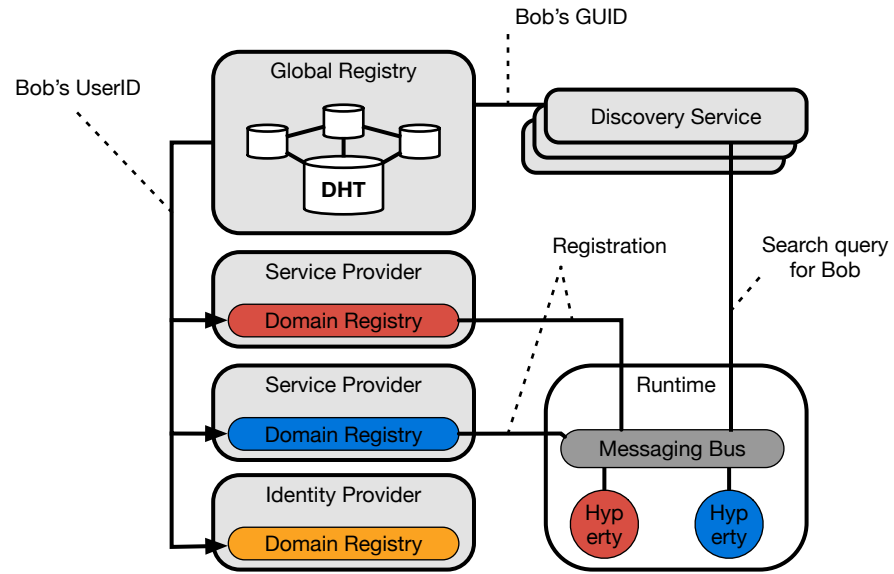 Bob's GUID
Bob's UserID
Global Registry
DHT
Discovery Service
Registration
Search query
for Bob
Service Provider
Domain Registry
Service Provider
Domain Registry
Identity Provider
Domain Registry
Runtime
Messaging Bus
Hyp
erty
Hyp
erty